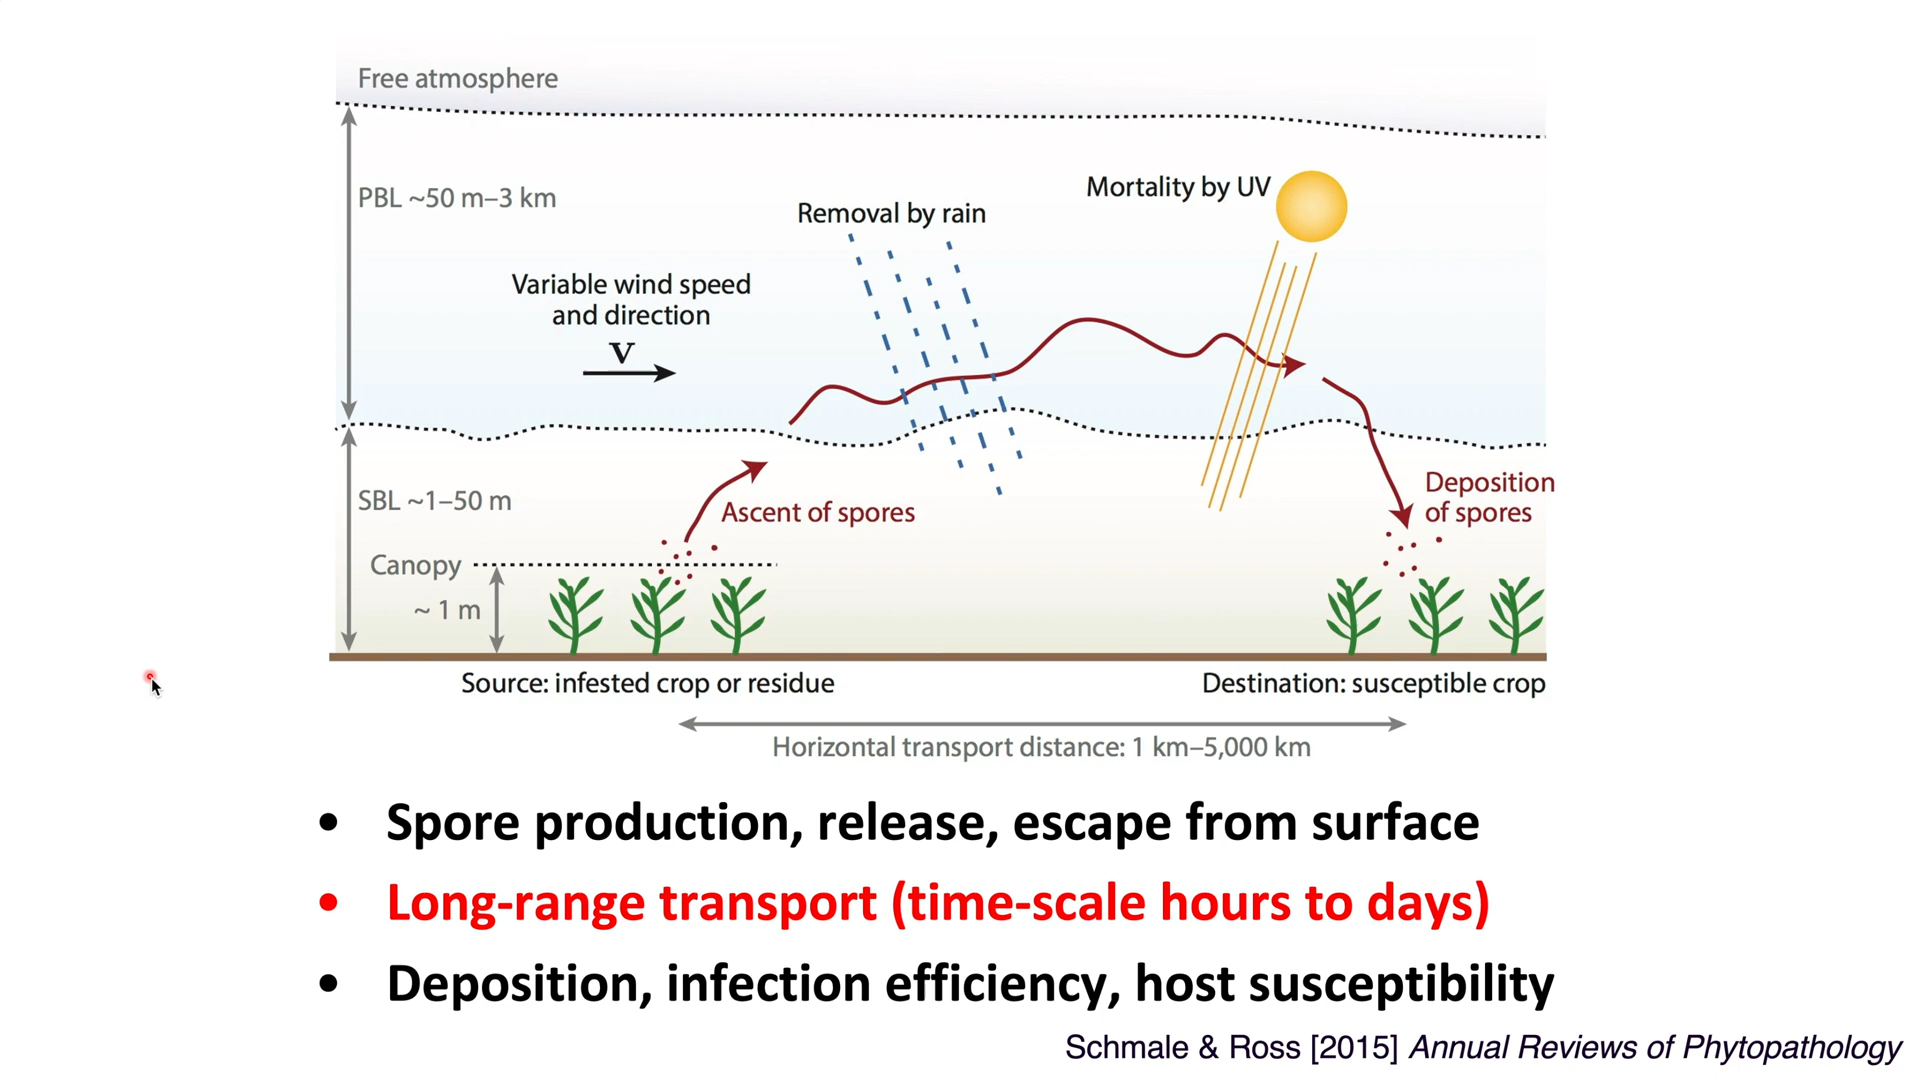 Free atmosphere
PBL ~50 m–3 km
Mortality by UV
Removal by rain
Variable wind speed
and direction
V
SBL ~1–50 m
Ascent of spores
Deposition
of spores
Canopy
~ 1 m
Source: infested crop or residue
Destination: susceptible crop
Horizontal transport distance: 1 km–5,000 km
• Spore production, release, escape from surface
• Long-range transport (time-scale hours to days)
• Deposition, infection efficiency, host susceptibility
Schmale & Ross [2015] Annual Reviews of Phytopathology